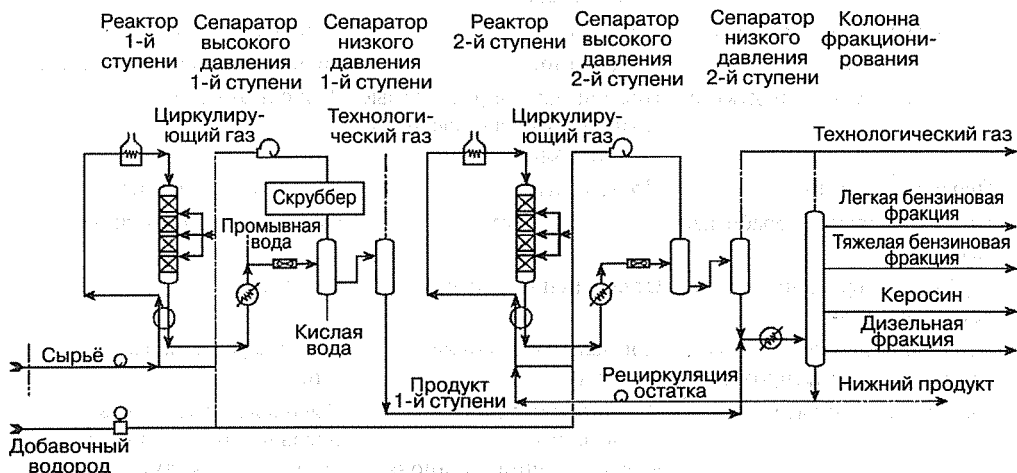 Реактор
1-й
ступени
Сепаратор
высокого
давления
1-й ступени
Сепаратор
низкого
давления
1-й ступени
Реактор
2-й ступени
Сепаратор
высокого
давления
2-й ступени
Сепаратор
низкого
давления
2-й ступени
Колонна
фракциони-
рования
Циркулиру-
ющий газ
Технологи-
ческий газ
Циркулиру-
ющий газ
Технологический газ
Скруббер
Промывная
вода
Легкая бензиновая
фракция
Тяжелая бензиновая
фракция
Керосин
Дизельная
фракция
Кислая
вода
Сырьё
Продукт
1-й ступени
Рециркуляция
остатка
Нижний продукт
Добавочный
водород